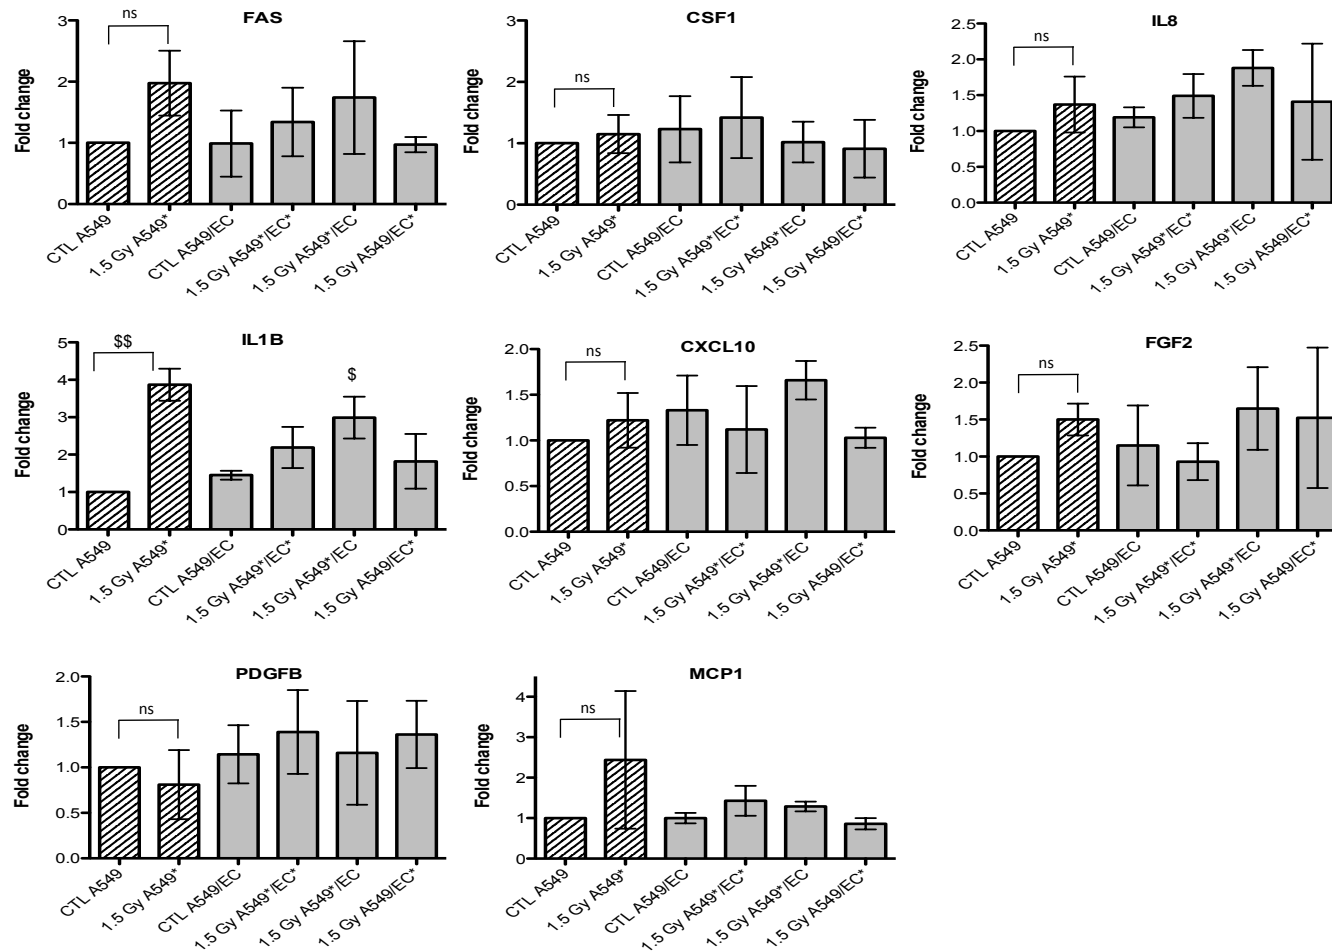 FAS
Fold change
3
2
1
0
ns
CTL A549
1.5 Gy A549*
CTL A549/EC
1.5 Gy A549*/EC*
1.5 Gy A549*/EC
1.5 Gy A549/EC*
CSF1
Fold change
3
2
1
0
ns
CTL A549
1.5 Gy A549*
CTL A549/EC
1.5 Gy A549*/EC*
1.5 Gy A549*/EC
1.5 Gy A549/EC*
IL8
Fold change
2.5
2.0
1.5
1.0
0.5
0.0
ns
CTL A549
1.5 Gy A549*
CTL A549/EC
1.5 Gy A549*/EC*
1.5 Gy A549*/EC
1.5 Gy A549/EC*
IL1B
Fold change
5
4
3
2
1
0
$$
$
CTL A549
1.5 Gy A549*
CTL A549/EC
1.5 Gy A549*/EC*
1.5 Gy A549*/EC
1.5 Gy A549/EC*
CXCL10
Fold change
2.0
1.5
1.0
0.5
0.0
ns
CTL A549
1.5 Gy A549*
CTL A549/EC
1.5 Gy A549*/EC*
1.5 Gy A549*/EC
1.5 Gy A549/EC*
FGF2
Fold change
2.5
2.0
1.5
1.0
0.5
0.0
ns
CTL A549
1.5 Gy A549*
CTL A549/EC
1.5 Gy A549*/EC*
1.5 Gy A549*/EC
1.5 Gy A549/EC*
PDGFB
Fold change
2.0
1.5
1.0
0.5
0.0
ns
CTL A549
1.5 Gy A549*
CTL A549/EC
1.5 Gy A549*/EC*
1.5 Gy A549*/EC
1.5 Gy A549/EC*
MCP1
Fold change
4
3
2
1
0
ns
CTL A549
1.5 Gy A549*
CTL A549/EC
1.5 Gy A549*/EC*
1.5 Gy A549*/EC
1.5 Gy A549/EC*